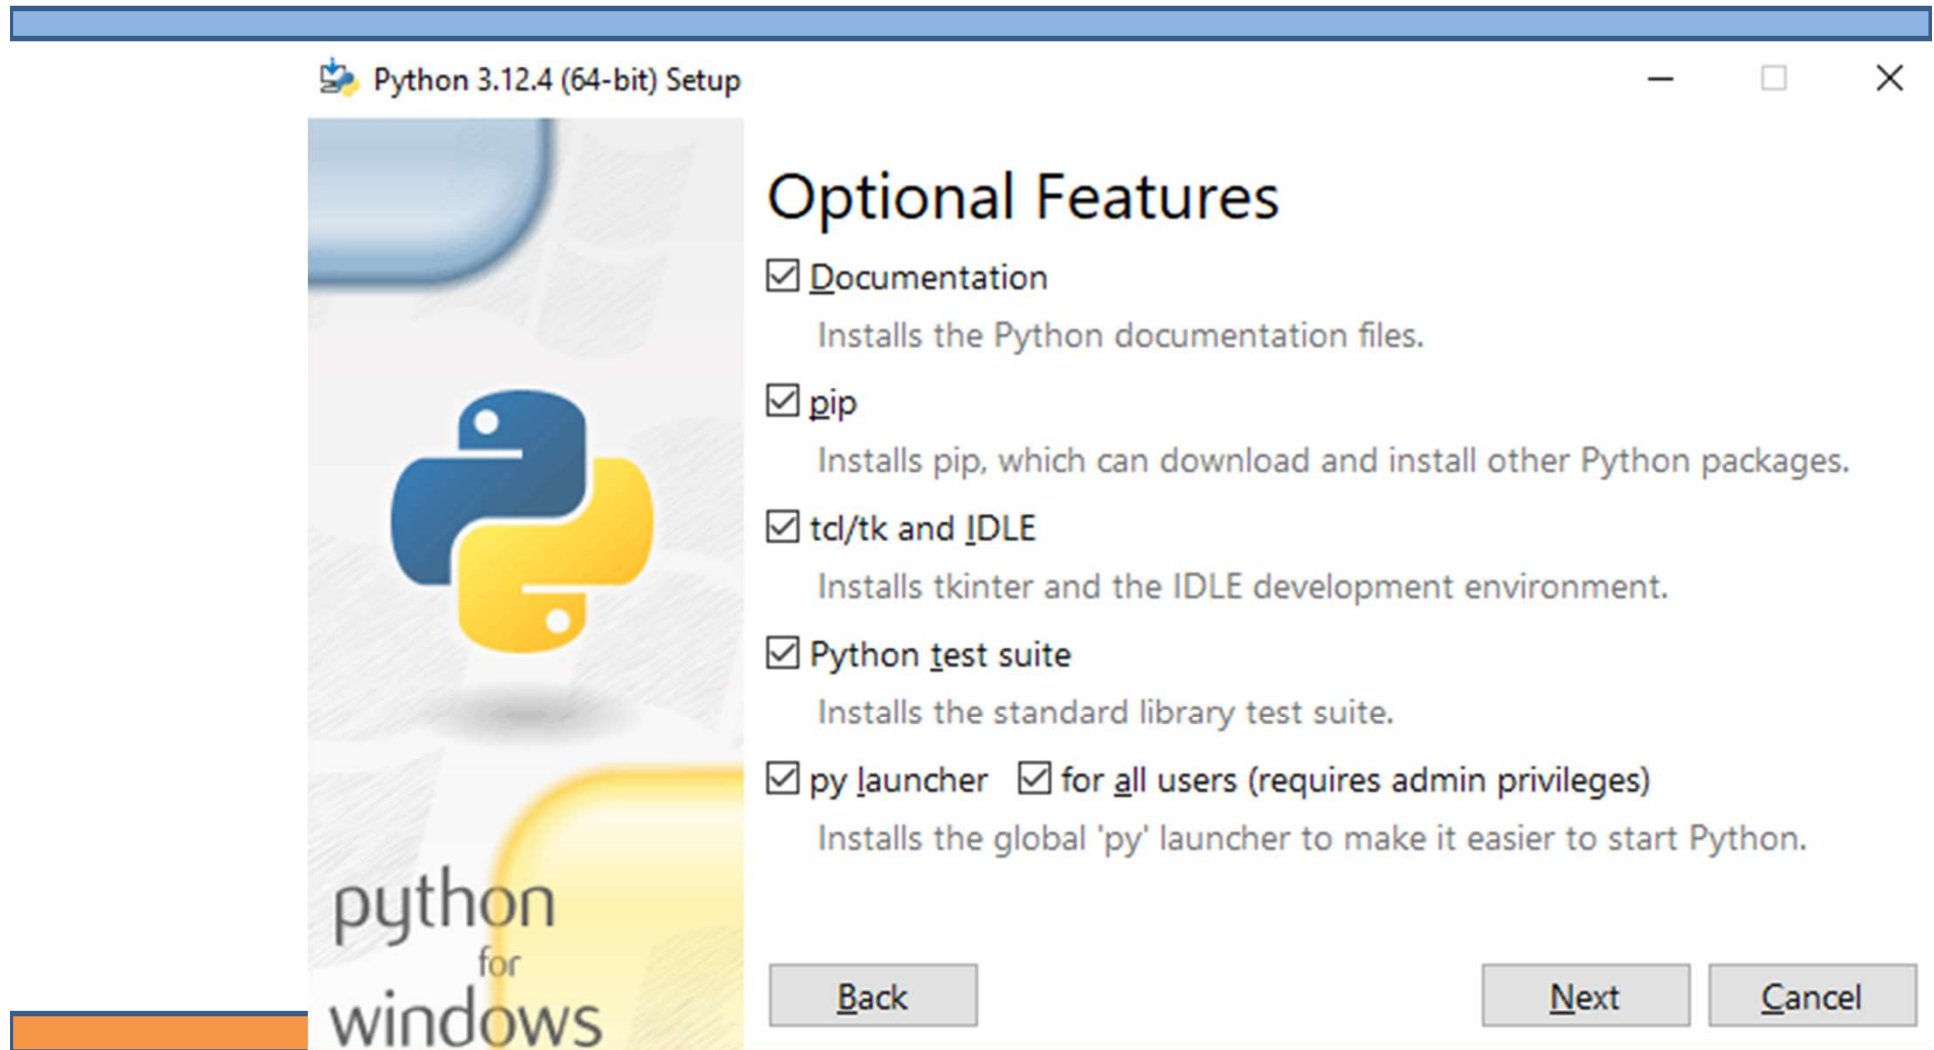 Python 3.12.4 (64-bit) Setup
Optional Features
Documentation
Installs the Python documentation files.
pip
Installs pip, which can download and install other Python packages.
tcl/tk and IDLE
Installs tkinter and the IDLE development environment.
Python test suite
Installs the standard library test suite.
py launcher for all users (requires admin privileges)
Installs the global 'py' launcher to make it easier to start Python.
python
for
windows
Back Next Cancel